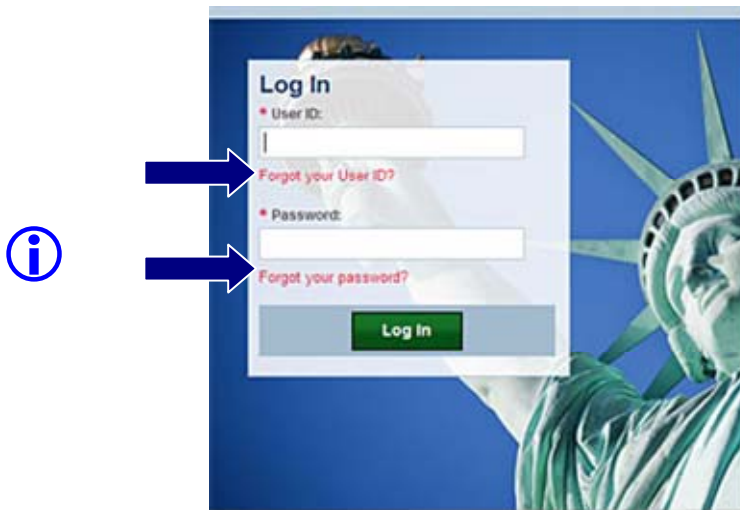 Log In
* User ID:
Forgot your User ID?
* Password:
Forgot your password?
Log In